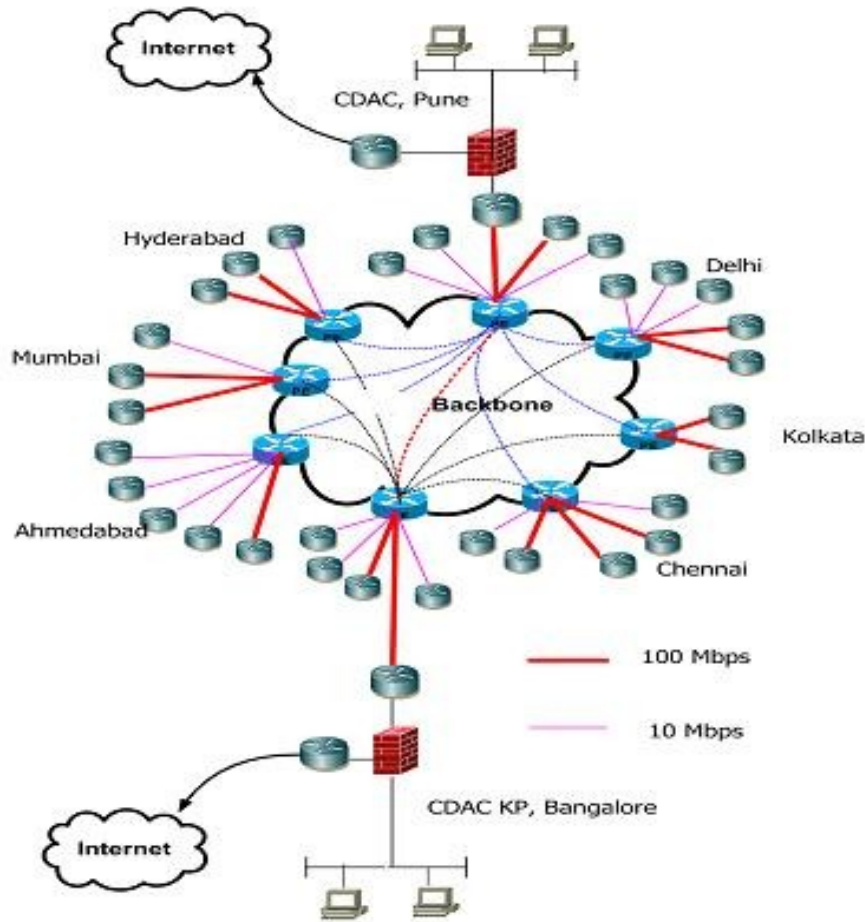 Internet
CDAC, Pune
Hyderabad
Delhi
Mumbai
Backbone
Kolkata
Ahmedabad
Chennai
100 Mbps
10 Mbps
CDAC KP, Bangalore
Internet